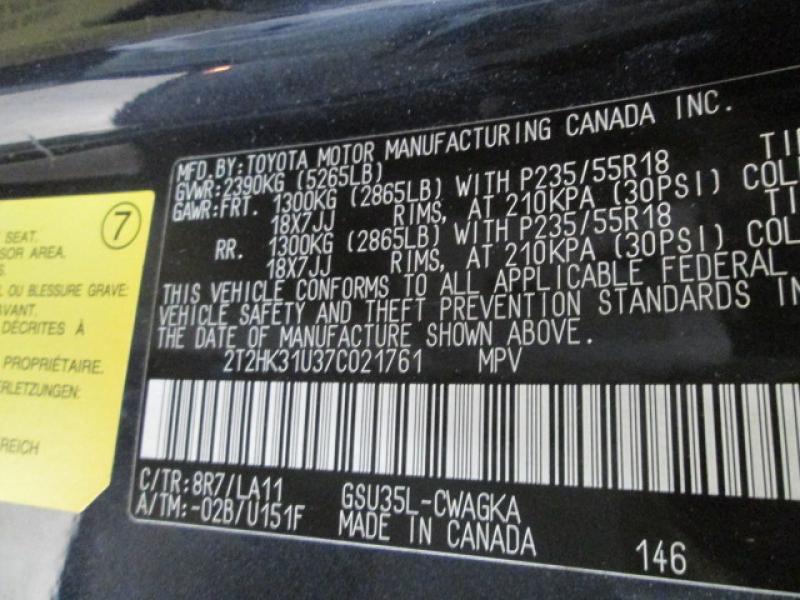 MFD. BY: TOYOTA MOTOR MANUFACTURING CANADA INC.
GVWR: 2390KG (5265LB)
GAWR: FRT. 1300KG (2865LB) WITH P235/55R18 TI
18X7JJ RIMS, AT 210KPA (30PSI) COL
RR. 1300KG (2865LB) WITH P235/55R18 TI
18X7JJ RIMS, AT 210KPA (30PSI) COL
THIS VEHICLE CONFORMS TO ALL APPLICABLE FEDERAL
VEHICLE SAFETY AND THEFT PREVENTION STANDARDS IN
THE DATE OF MANUFACTURE SHOWN ABOVE.
2T2HK31U37C021761 MPV
C/TR: 8R7/LA11 GSU35L-CWAGKA
A/TM: -02B/U151F MADE IN CANADA
146
7
SEAT.
SOR AREA.
S.
L OU BLESSURE GRAVE:
AVANT.
DÉCRITES À
PROPRIÉTAIRE.
ERLETZUNGEN:
REICH